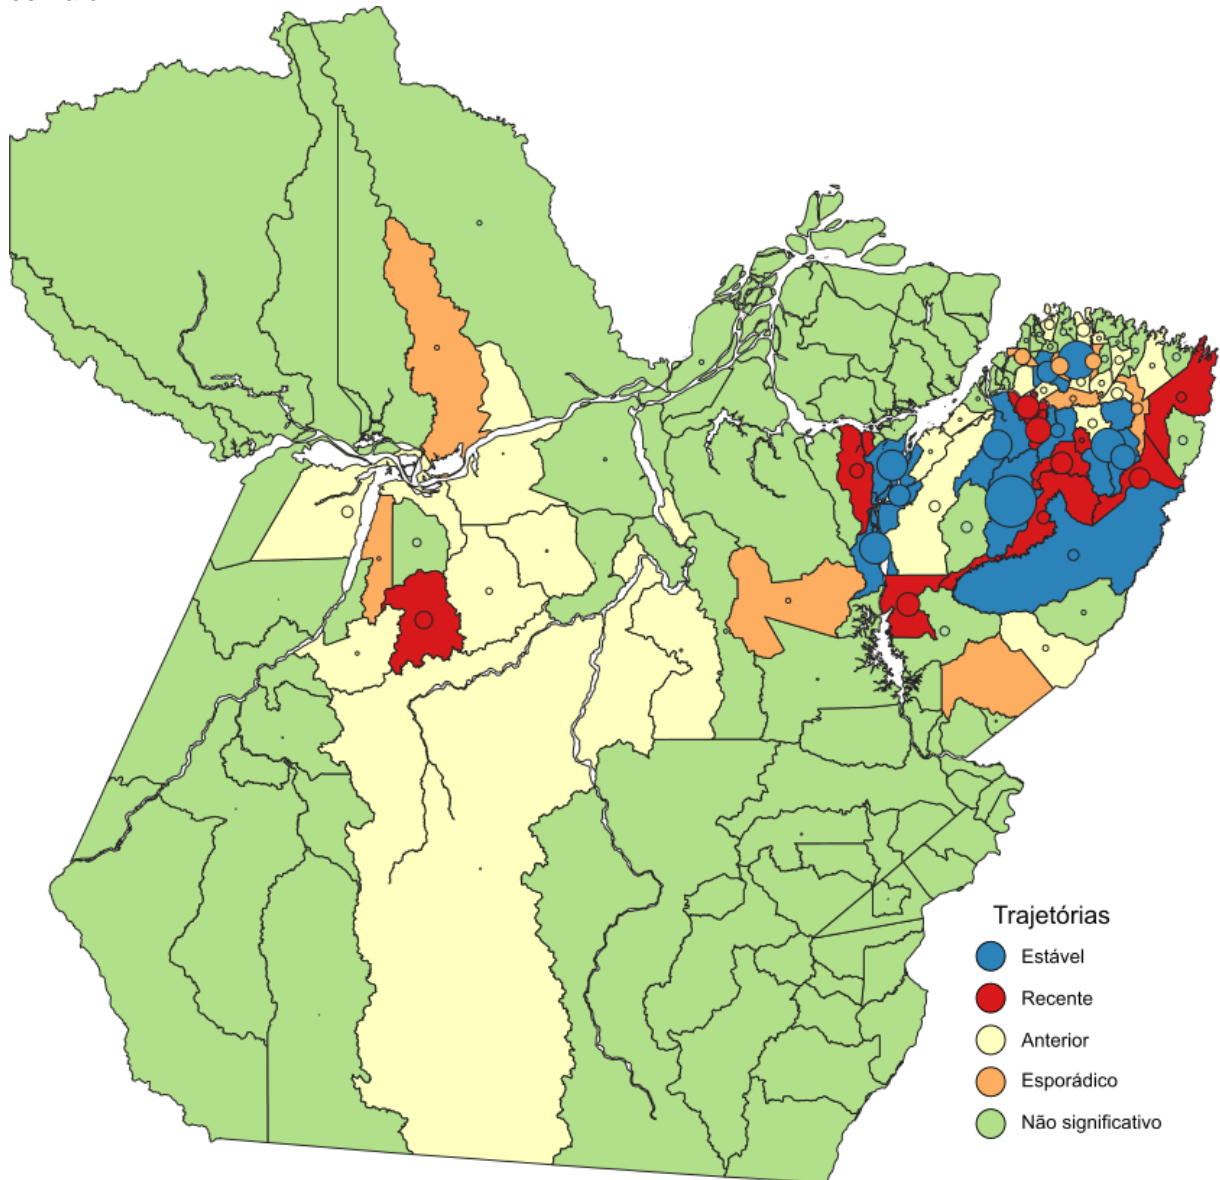 Trajetórias
Estável
Recente
Anterior
Esporádico
Não significativo